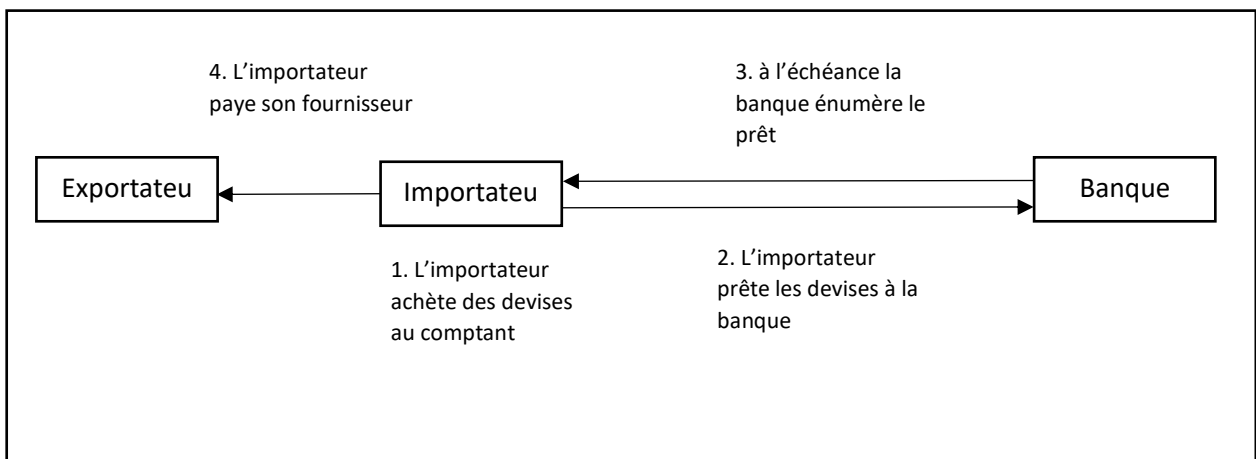 4. L’importateur
paye son fournisseur
3. à l’échéance la
banque énumère le
prêt
Exportateu
Importateu
Banque
1. L’importateur
achète des devises
au comptant
2. L’importateur
prête les devises à la
banque